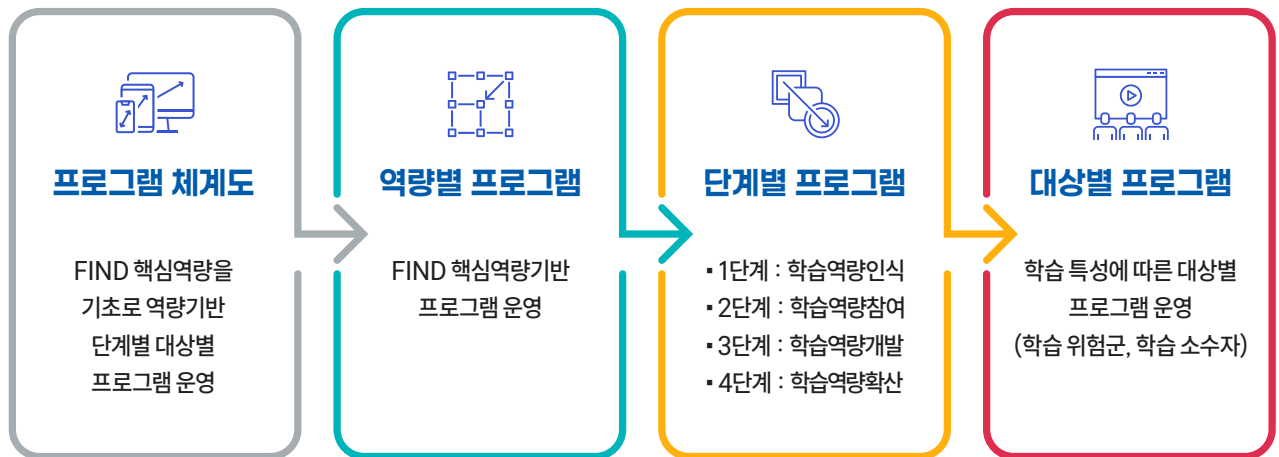 프로그램 체계도
FIND 핵심역량을
기초로 역량기반
단계별 대상별
프로그램 운영
역량별 프로그램
FIND 핵심역량기반
프로그램 운영
단계별 프로그램
▪ 1단계 : 학습역량인식
▪ 2단계 : 학습역량참여
▪ 3단계 : 학습역량개발
▪ 4단계 : 학습역량확산
대상별 프로그램
학습 특성에 따른 대상별
프로그램 운영
(학습 위험군, 학습 소수자)